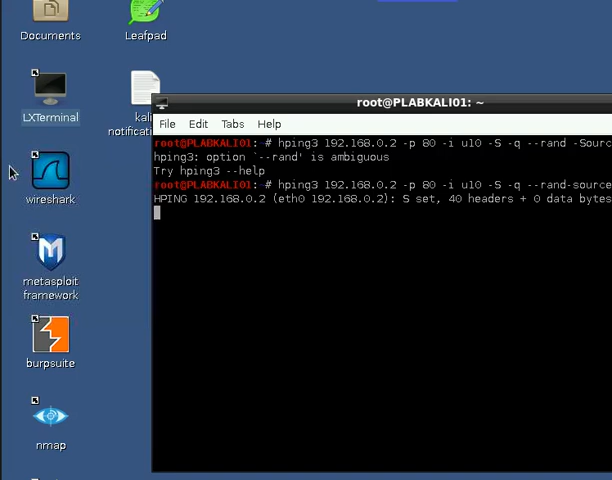 Documents
Leafpad
LXTerminal
kali
notification
wireshark
metasploit
framework
burpsuite
nmap
root@PLABKALI01: ~
File Edit Tabs Help
root@PLABKALI01:~# hping3 192.168.0.2 -p 80 -i u10 -S -q --rand -Sourc
hping3: option `--rand' is ambiguous
Try hping3 --help
root@PLABKALI01:~# hping3 192.168.0.2 -p 80 -i u10 -S -q --rand-source
HPING 192.168.0.2 (eth0 192.168.0.2): S set, 40 headers + 0 data bytes